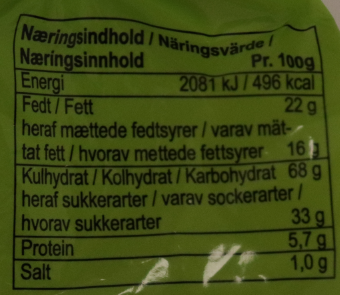 Næringsindhold / Näringsvärde /
Næringsinnhold Pr. 100g
Energi 2081 kJ / 496 kcal
Fedt / Fett 22 g
heraf mættede fedtsyrer / varav mät-
tat fett / hvorav mettede fettsyrer 16 g
Kulhydrat / Kolhydrat / Karbohydrat 68 g
heraf sukkerarter / varav sockerarter /
hvorav sukkerarter 33 g
Protein 5,7 g
Salt 1,0 g